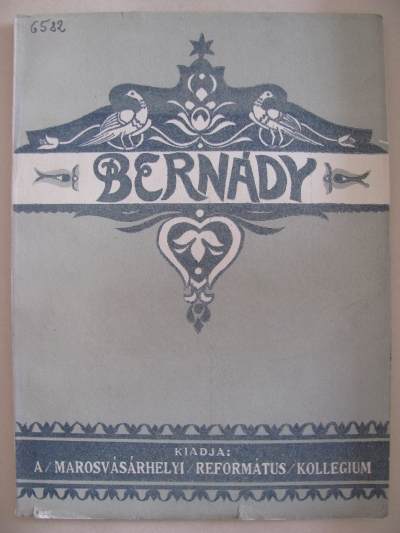 6582
BERNÁDY
KIADJA:
A/MAROSVÁSÁRHELYI/REFORMÁTUS/KOLLEGIUM